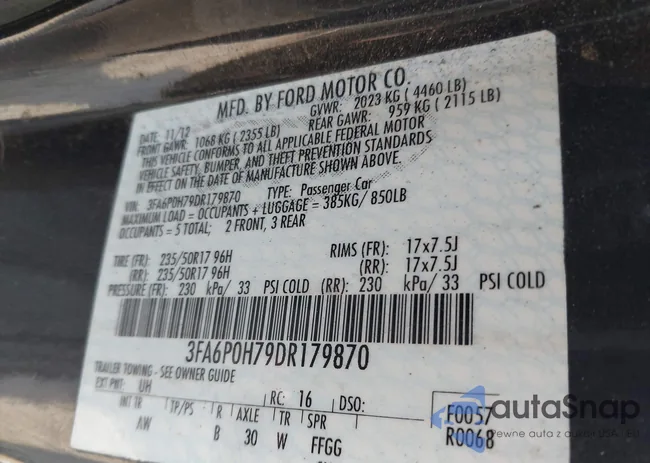 MFD. BY FORD MOTOR CO.
DATE: 11/12 GVWR: 2023 KG ( 4460 LB)
FRONT GAWR: 1068 KG ( 2355 LB) REAR GAWR: 959 KG ( 2115 LB)
THIS VEHICLE CONFORMS TO ALL APPLICABLE FEDERAL MOTOR
VEHICLE SAFETY, BUMPER, AND THEFT PREVENTION STANDARDS
IN EFFECT ON THE DATE OF MANUFACTURE SHOWN ABOVE.
VIN: 3FA6P0H79DR179870 TYPE: Passenger Car
MAXIMUM LOAD = OCCUPANTS + LUGGAGE = 385KG/ 850LB
OCCUPANTS = 5 TOTAL; 2 FRONT, 3 REAR
TIRE (FR): 235/50R17 96H RIMS (FR): 17x7.5J
(RR): 235/50R17 96H (RR): 17x7.5J
PRESSURE (FR): 230 kPa/ 33 PSI COLD (RR): 230 kPa/ 33 PSI COLD
3FA6P0H79DR179870
TRAILER TOWING - SEE OWNER GUIDE
EXT PNT: UH RC: 16 DSO: F0057
INT TR TP/PS R AXLE TR SPR R0068
AW B 30 W FFGG
autaSnap
Pewne auta z